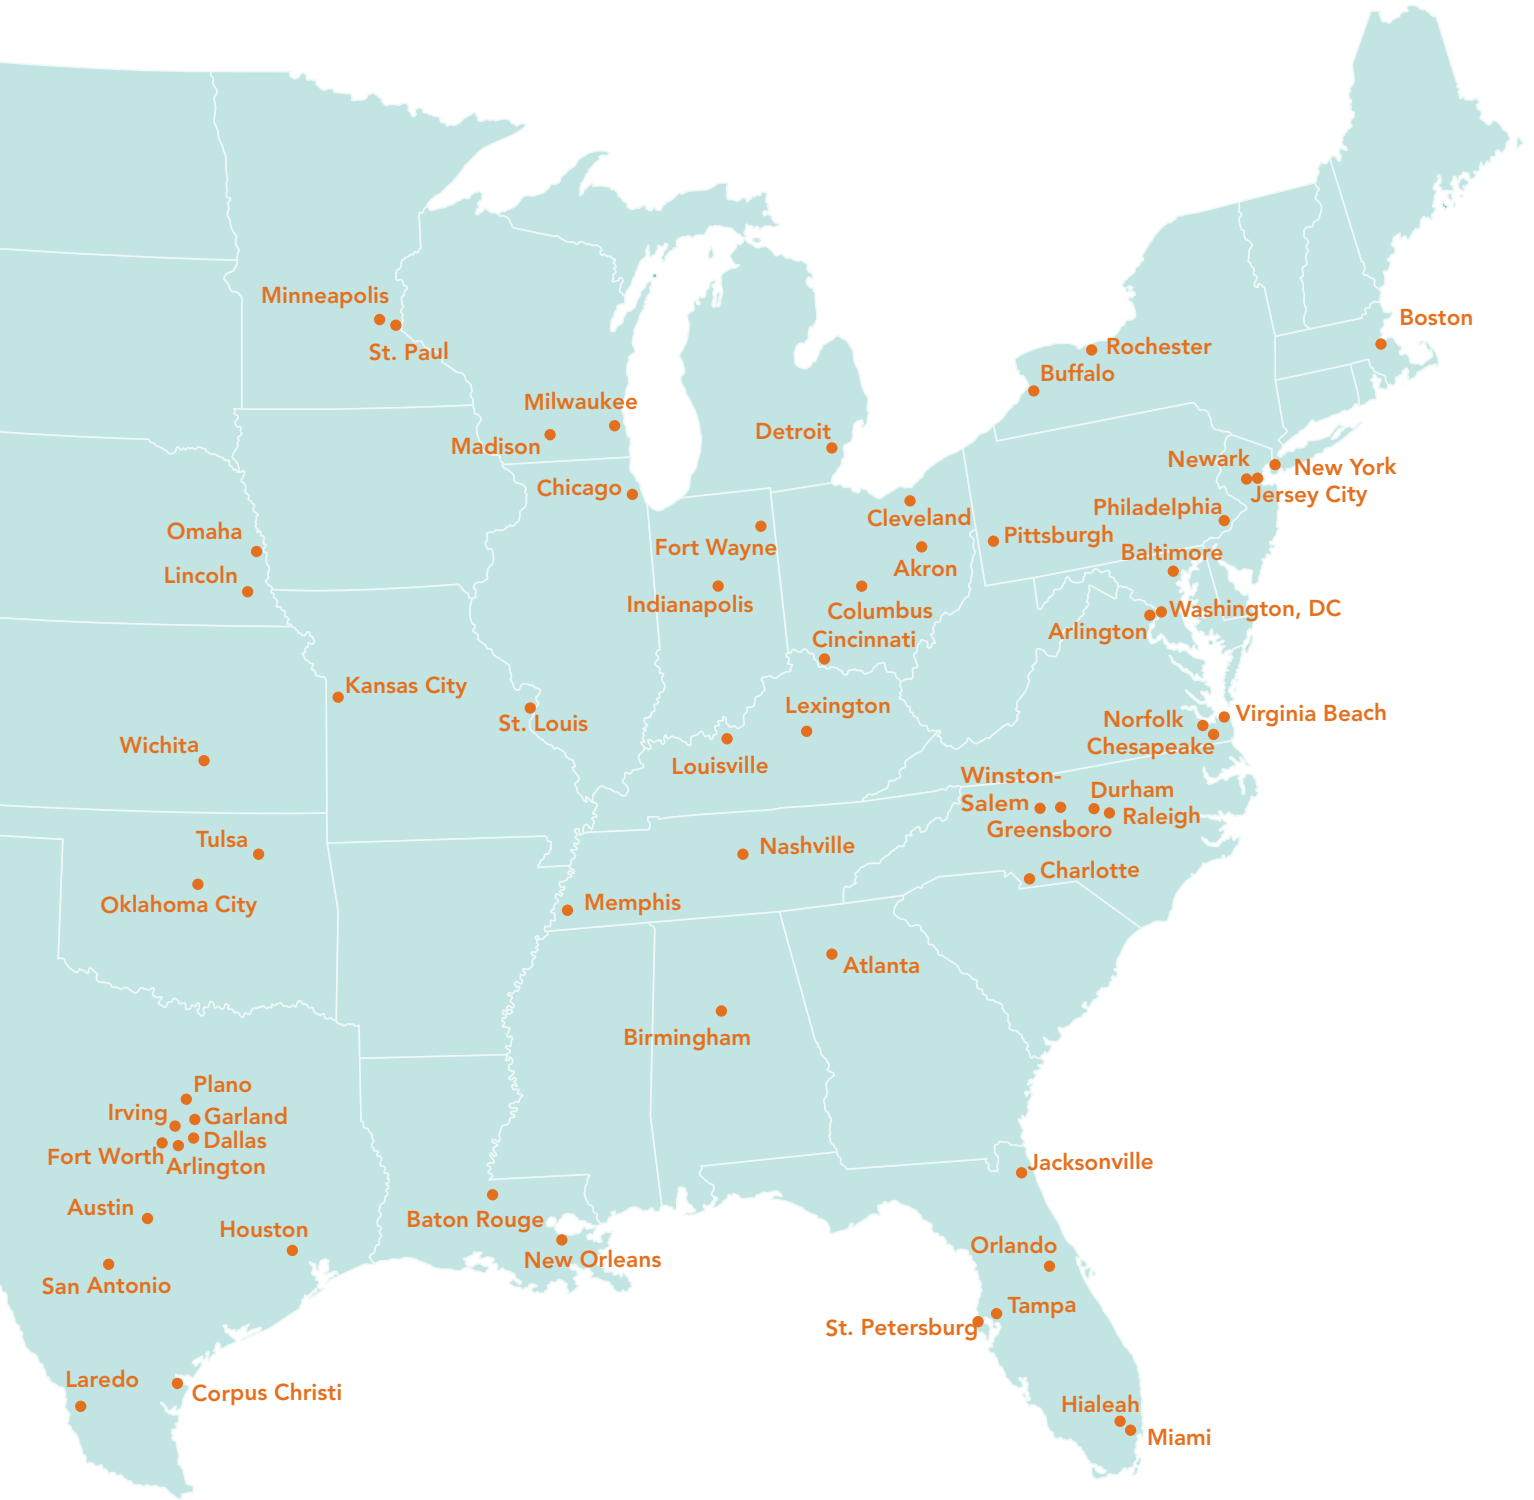 Minneapolis
Boston
St. Paul
Rochester
Buffalo
Milwaukee
Detroit
Madison
Newark
New York
Chicago
Jersey City
Philadelphia
Cleveland
Omaha
Pittsburgh
Fort Wayne
Baltimore
Akron
Lincoln
Indianapolis
Columbus
Washington, DC
Arlington
Cincinnati
Kansas City
Lexington
Virginia Beach
Norfolk
St. Louis
Chesapeake
Wichita
Louisville
Winston-
Salem
Durham
Raleigh
Greensboro
Tulsa
Nashville
Charlotte
Oklahoma City
Memphis
Atlanta
Birmingham
Plano
Irving
Garland
Dallas
Fort Worth
Arlington
Jacksonville
Austin
Baton Rouge
Houston
Orlando
New Orleans
San Antonio
Tampa
St. Petersburg
Laredo
Corpus Christi
Hialeah
Miami